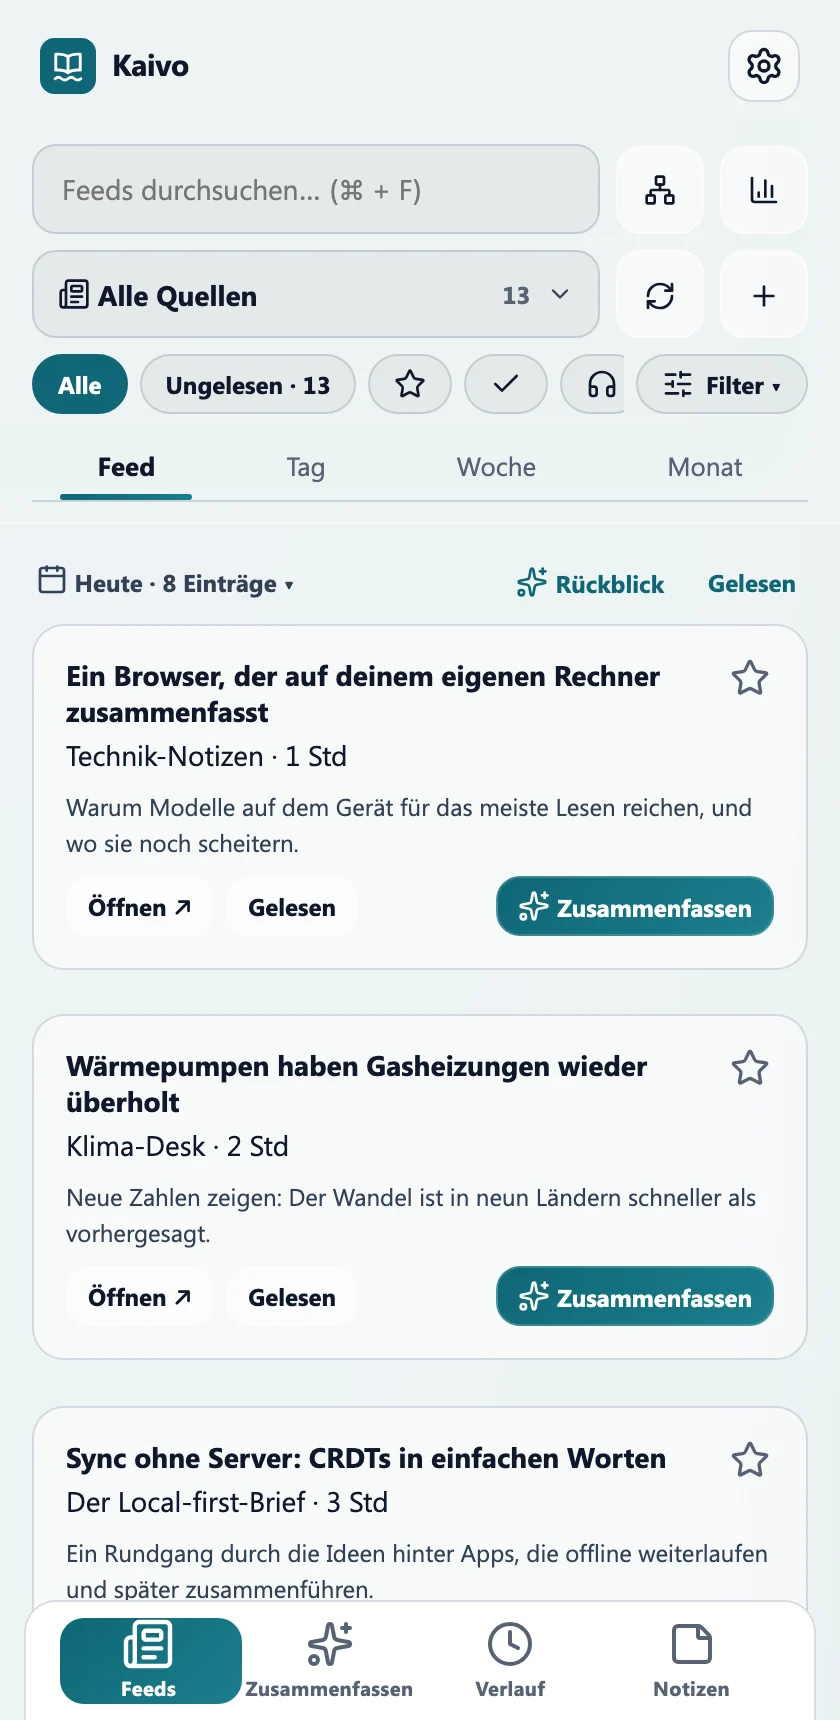 Kaivo
Feeds durchsuchen... (⌘ + F)
Alle Quellen 13
Alle Ungelesen · 13 Filter ▾
Feed Tag Woche Monat
Heute · 8 Einträge ▾ Rückblick Gelesen
Ein Browser, der auf deinem eigenen Rechner
zusammenfasst
Technik-Notizen · 1 Std
Warum Modelle auf dem Gerät für das meiste Lesen reichen, und
wo sie noch scheitern.
Öffnen ↗ Gelesen Zusammenfassen
Wärmepumpen haben Gasheizungen wieder
überholt
Klima-Desk · 2 Std
Neue Zahlen zeigen: Der Wandel ist in neun Ländern schneller als
vorhergesagt.
Öffnen ↗ Gelesen Zusammenfassen
Sync ohne Server: CRDTs in einfachen Worten
Der Local-first-Brief · 3 Std
Ein Rundgang durch die Ideen hinter Apps, die offline weiterlaufen
und später zusammenführen.
Feeds Zusammenfassen Verlauf Notizen